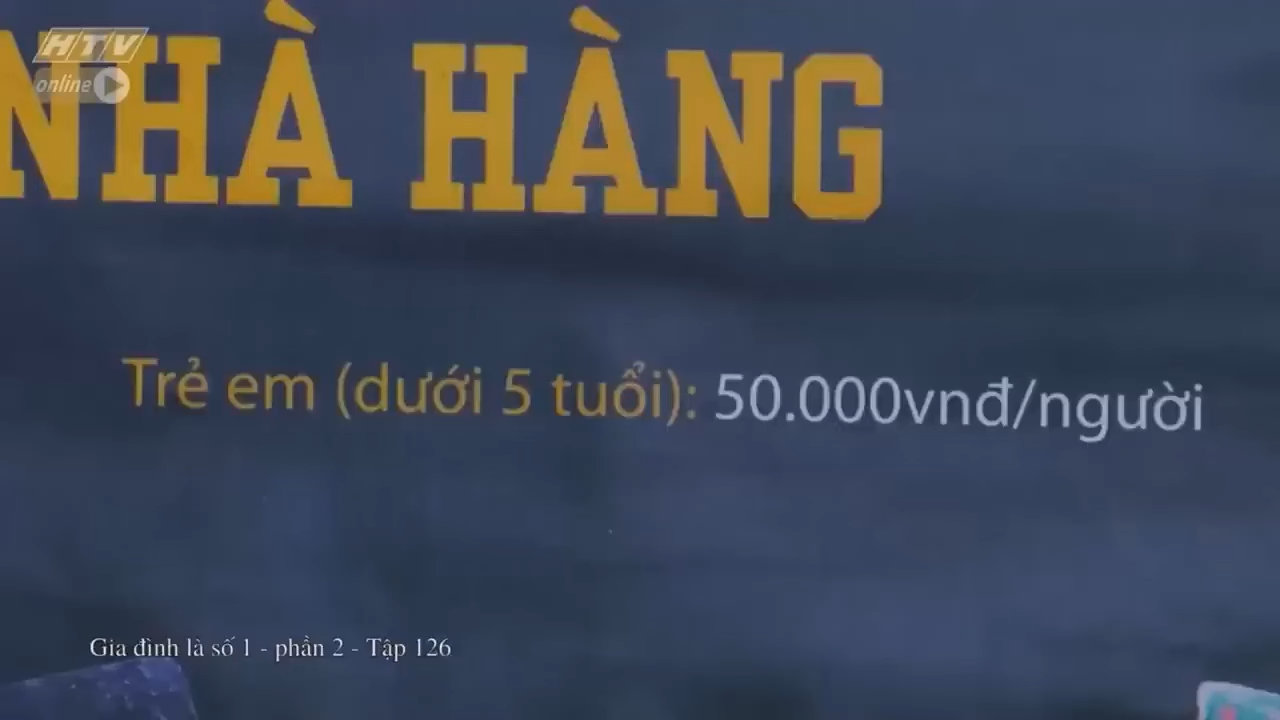 HTV
online
NHÀ HÀNG
Trẻ em (dưới 5 tuổi): 50.000vnđ/người
Gia đình là số 1 - phần 2 - Tập 126